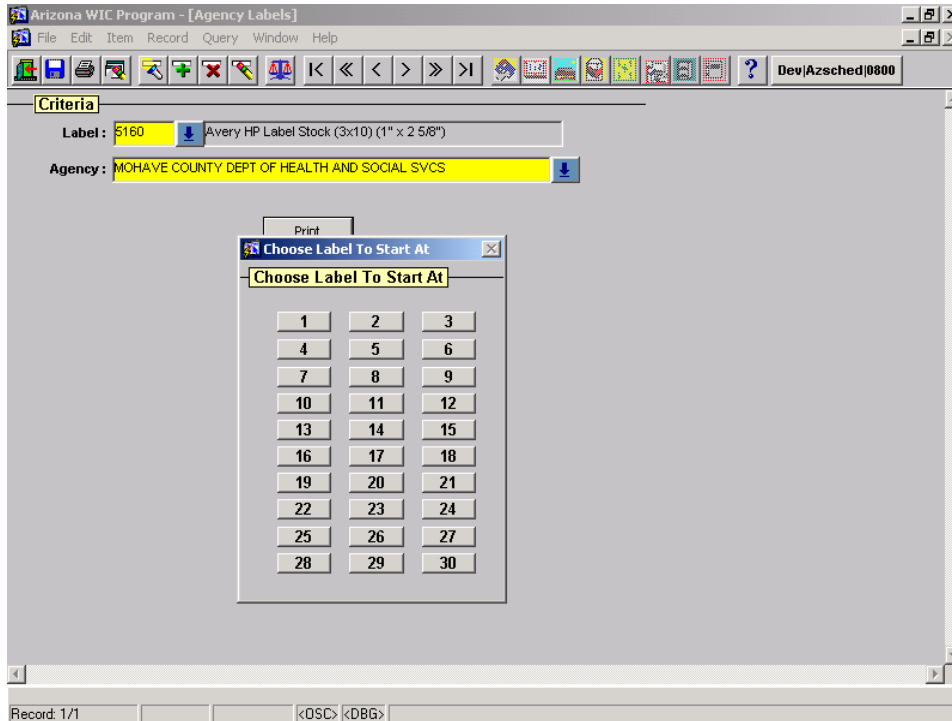 Arizona WIC Program - [Agency Labels]
File Edit Item Record Query Window Help
Dev|Azsched|0800
Criteria
Label: 5160 Avery HP Label Stock (3x10) (1" x 2 5/8")
Agency: MOHAVE COUNTY DEPT OF HEALTH AND SOCIAL SVCS
Print
Choose Label To Start At
Choose Label To Start At
1 2 3
4 5 6
7 8 9
10 11 12
13 14 15
16 17 18
19 20 21
22 23 24
25 26 27
28 29 30
Record: 1/1 <OSC> <DBG>